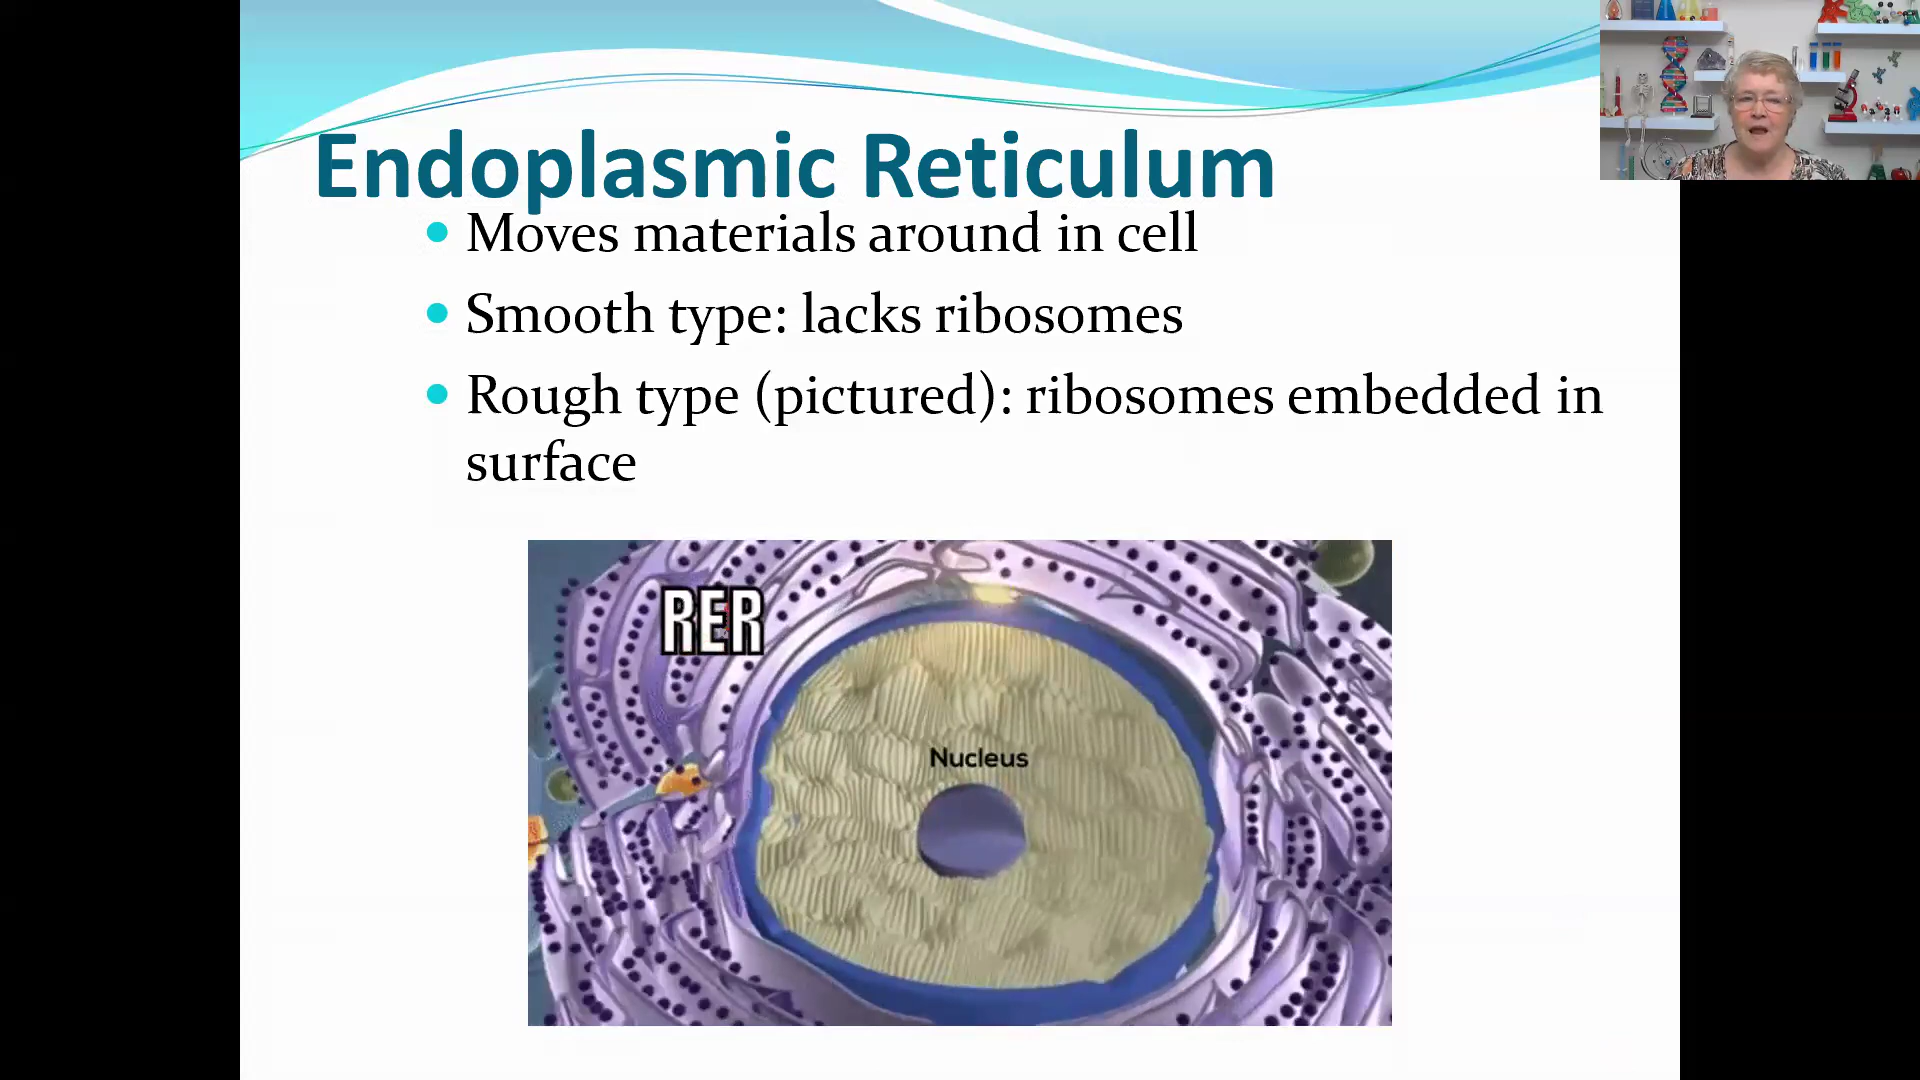 Endoplasmic Reticulum
Moves materials around in cell
Smooth type: lacks ribosomes
Rough type (pictured): ribosomes embedded in
surface
RER
Nucleus